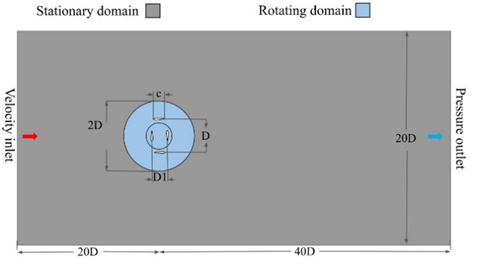 Stationary domain
Rotating domain
Velocity inlet
Pressure outlet
c
2D
D
D1
20D
20D
40D